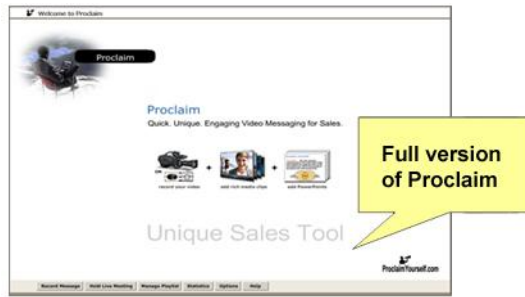 Welcome to Proclaim
Proclaim
Proclaim
Quick. Unique. Engaging Video Messaging for Sales.
OR
record your video
+
add rich media clips
+
add PowerPoints
Unique Sales Tool
ProclaimYourself.com
Record Message
Hold Live Meeting
Manage Playlist
Statistics
Options
Help
Full version
of Proclaim